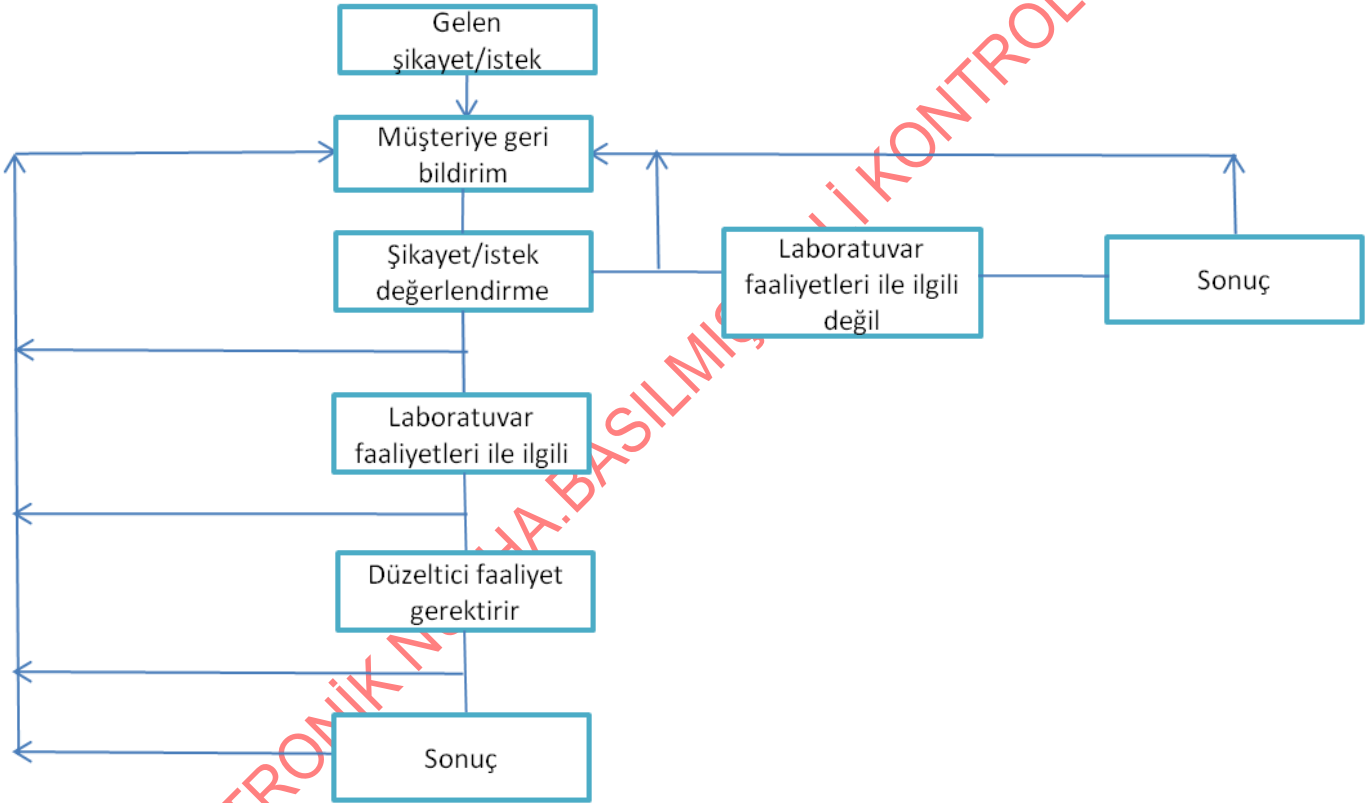 Gelen
şikayet/istek
Müşteriye geri
bildirim
Şikayet/istek
değerlendirme
Laboratuvar
faaliyetleri ile ilgili
değil
Sonuç
Laboratuvar
faaliyetleri ile ilgili
Düzeltici faaliyet
gerektirir
Sonuç